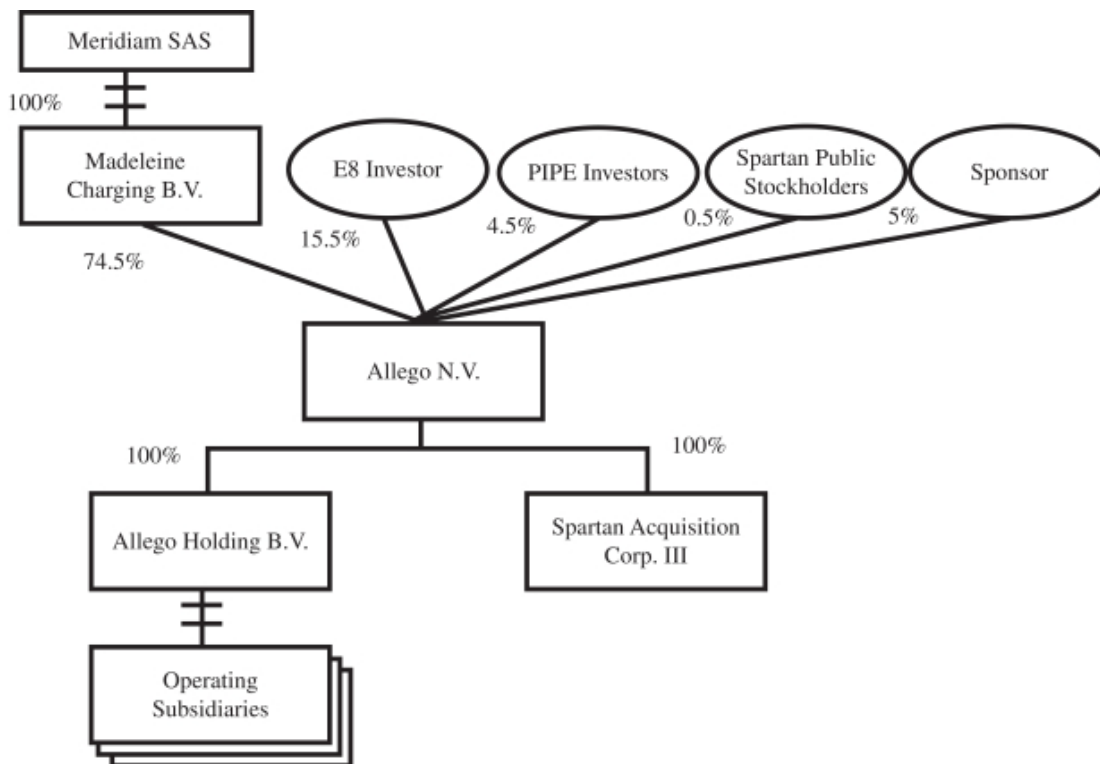 Meridiam SAS
100%
Madeleine
Charging B.V.
E8 Investor
PIPE Investors
Spartan Public
Stockholders
Sponsor
74.5%
15.5%
4.5%
0.5%
5%
Allego N.V.
100%
100%
Allego Holding B.V.
Spartan Acquisition
Corp. III
Operating
Subsidiaries